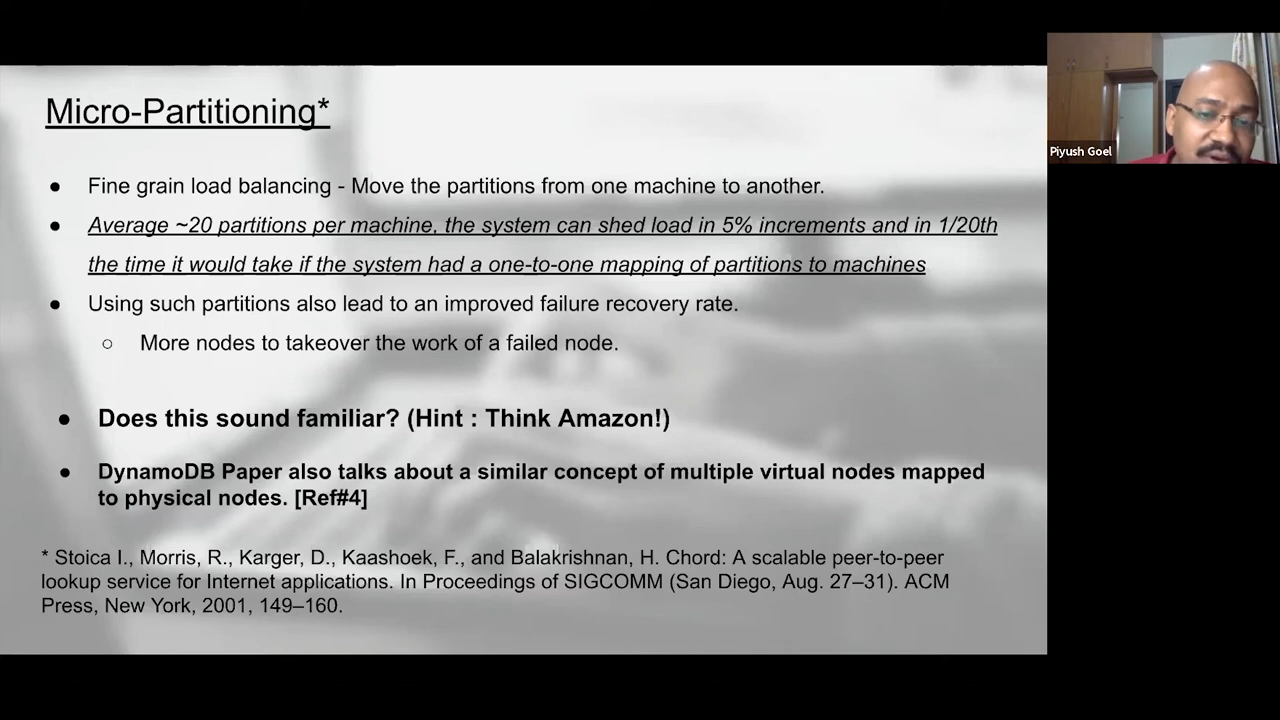 Micro-Partitioning*
● Fine grain load balancing - Move the partitions from one machine to another.
● Average ~20 partitions per machine, the system can shed load in 5% increments and in 1/20th
the time it would take if the system had a one-to-one mapping of partitions to machines
● Using such partitions also lead to an improved failure recovery rate.
○ More nodes to takeover the work of a failed node.
● Does this sound familiar? (Hint : Think Amazon!)
● DynamoDB Paper also talks about a similar concept of multiple virtual nodes mapped
to physical nodes. [Ref#4]
* Stoica I., Morris, R., Karger, D., Kaashoek, F., and Balakrishnan, H. Chord: A scalable peer-to-peer
lookup service for Internet applications. In Proceedings of SIGCOMM (San Diego, Aug. 27–31). ACM
Press, New York, 2001, 149–160.
Piyush Goel